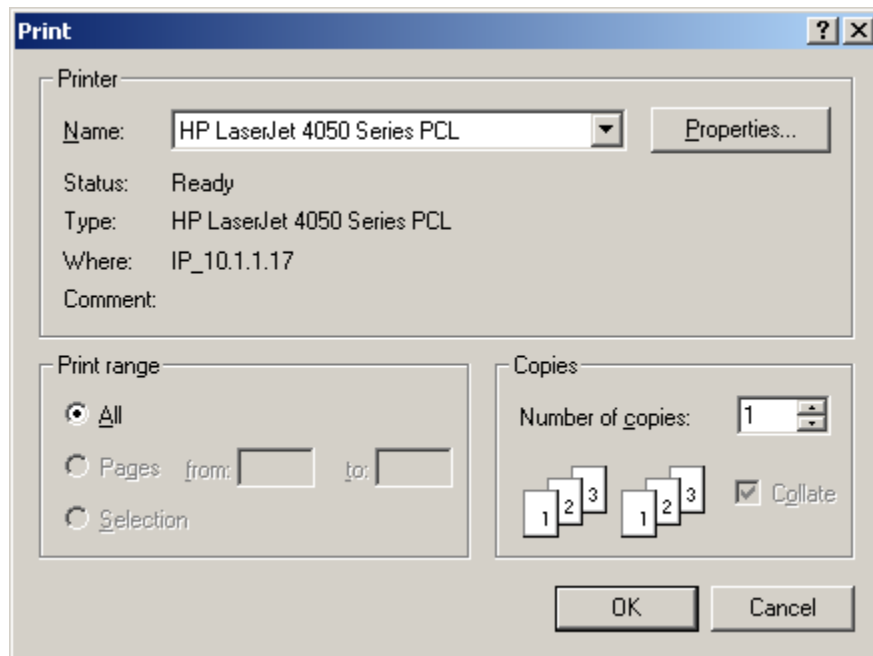 Print
Printer
Name: HP LaserJet 4050 Series PCL Properties...
Status: Ready
Type: HP LaserJet 4050 Series PCL
Where: IP_10.1.1.17
Comment:
Print range
All
Pages from: to:
Selection
Copies
Number of copies: 1
1 2 3 1 2 3 Collate
OK Cancel